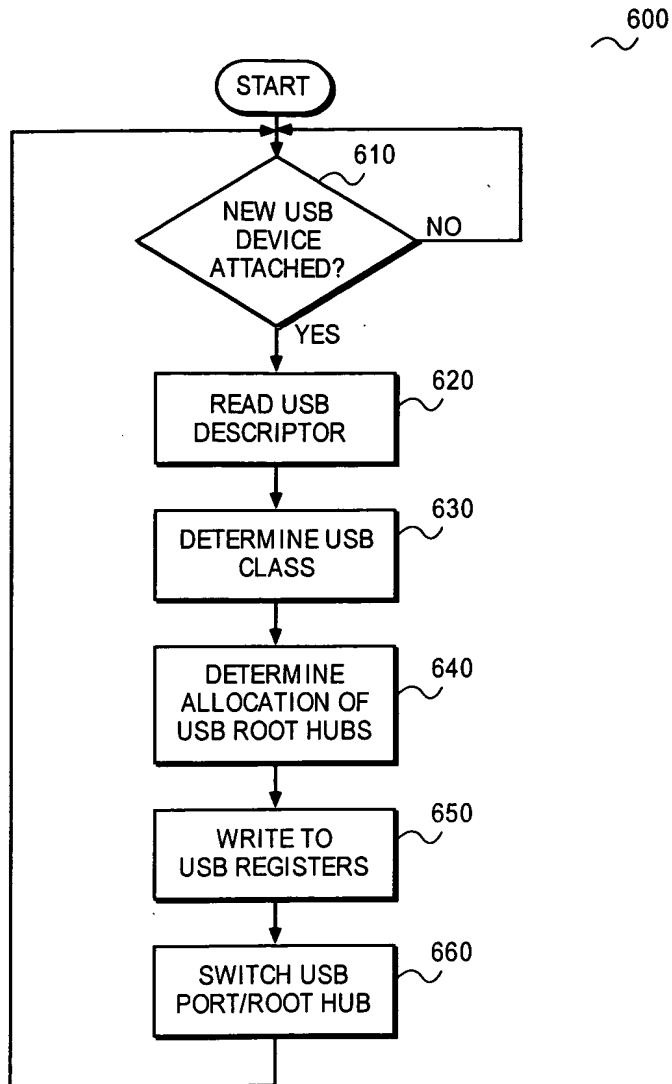 600
START
610
NEW USB
DEVICE
ATTACHED?
NO
YES
620
READ USB
DESCRIPTOR
630
DETERMINE USB
CLASS
640
DETERMINE
ALLOCATION OF
USB ROOT HUBS
650
WRITE TO
USB REGISTERS
660
SWITCH USB
PORT/ROOT HUB